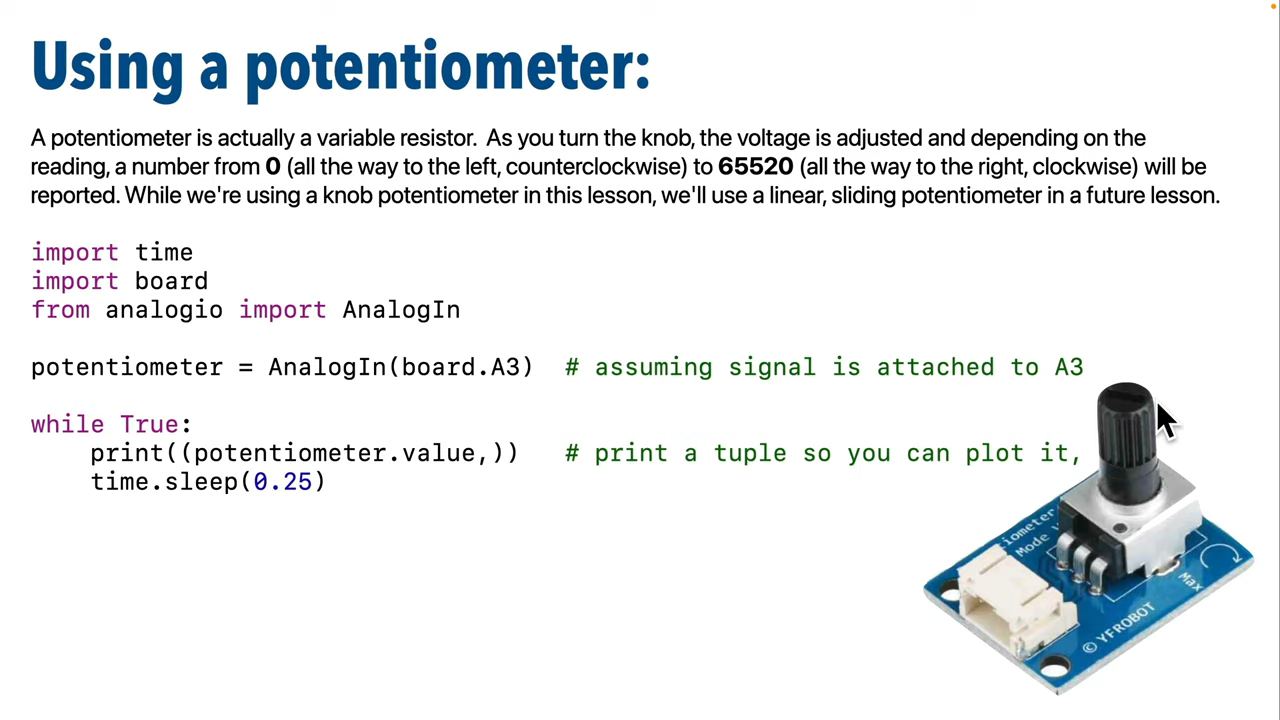 Using a potentiometer:
A potentiometer is actually a variable resistor.  As you turn the knob, the voltage is adjusted and depending on the
reading, a number from 0 (all the way to the left, counterclockwise) to 65520 (all the way to the right, clockwise) will be
reported. While we're using a knob potentiometer in this lesson, we'll use a linear, sliding potentiometer in a future lesson.
import time
import board
from analogio import AnalogIn
potentiometer = AnalogIn(board.A3)  # assuming signal is attached to A3
while True:
    print((potentiometer.value,))   # print a tuple so you can plot it,
    time.sleep(0.25)
tiometer
Mode
Max
© YFROBOT